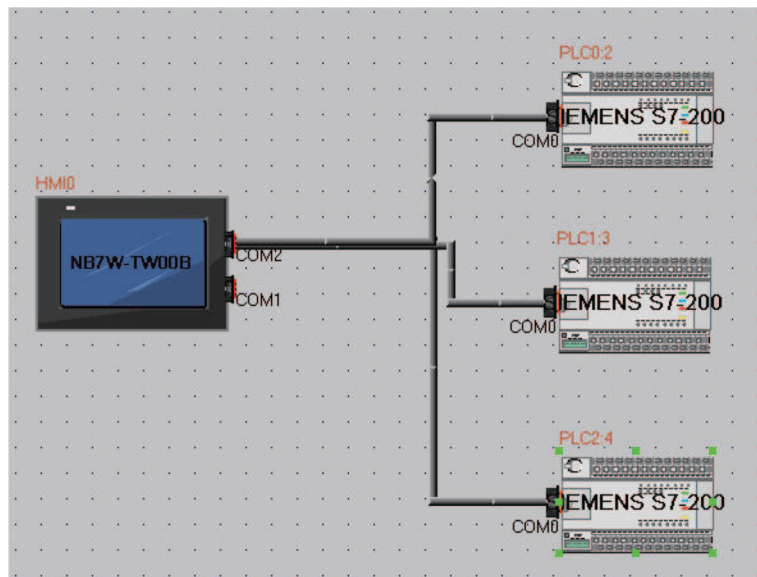 PLC0:2
SIEMENS S7-200
COM0
HMI0
NB7W-TW00B
COM2
COM1
PLC1:3
SIEMENS S7-200
COM0
PLC2:4
SIEMENS S7-200
COM0